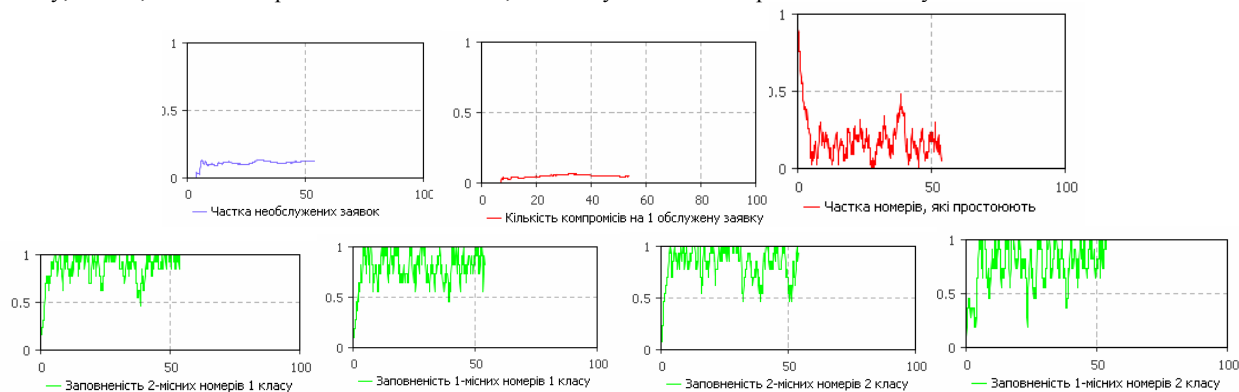 1
0.5
0
0 50
Частка необслужених заявок
1
0.5
0
0 20 40 60 80 100
Кількість компромісів на 1 обслужену заявку
1
.5
0
0 50 100
Частка номерів, які простоюють
1
0.5
0
0 50 100
Заповненість 2-місних номерів 1 класу
1
0.5
0
0 50 100
Заповненість 1-місних номерів 1 класу
1
0.5
0
0 50 100
Заповненість 2-місних номерів 2 класу
1
0.5
0
0 50 100
Заповненість 1-місних номерів 2 класу